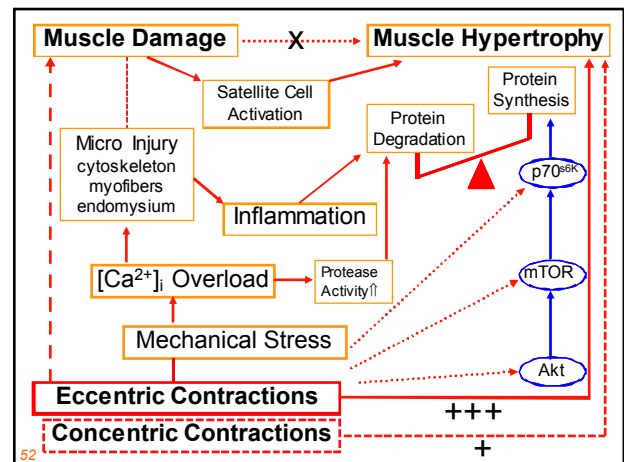 Muscle Damage
X
Muscle Hypertrophy
Satellite Cell
Activation
Protein
Synthesis
Protein
Degradation
Micro Injury
cytoskeleton
myofibers
endomysium
p70s6K
Inflammation
[Ca2+]i Overload
Protease
Activity⇑
mTOR
Mechanical Stress
Akt
Eccentric Contractions
+++
Concentric Contractions
+
52